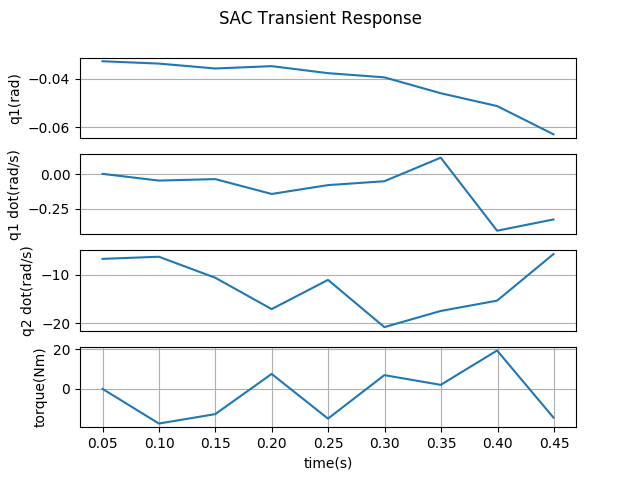 SAC Transient Response
q1(rad)
−0.04
−0.06
q1 dot(rad/s)
0.00
−0.25
q2 dot(rad/s)
−10
−20
torque(Nm)
20
0
0.05 0.10 0.15 0.20 0.25 0.30 0.35 0.40 0.45
time(s)